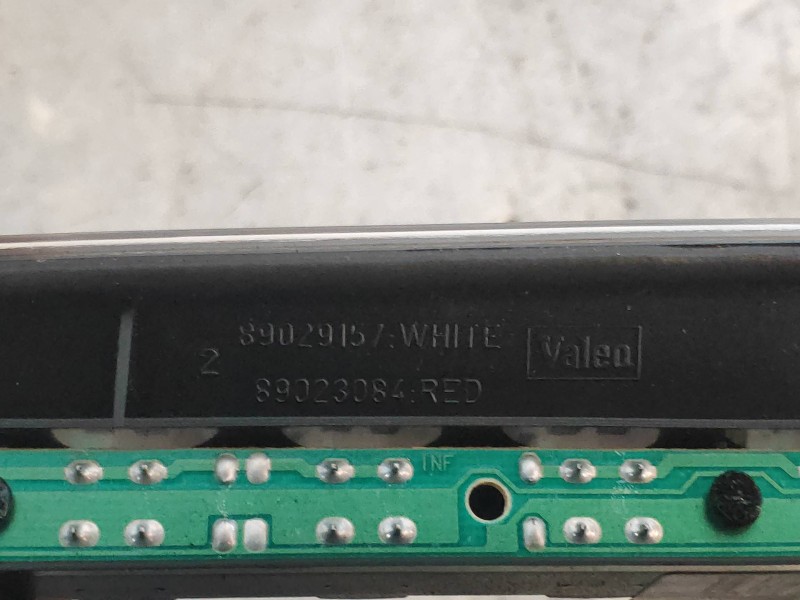 89029157:WHITE
2
89023084:RED
Valeo
INF